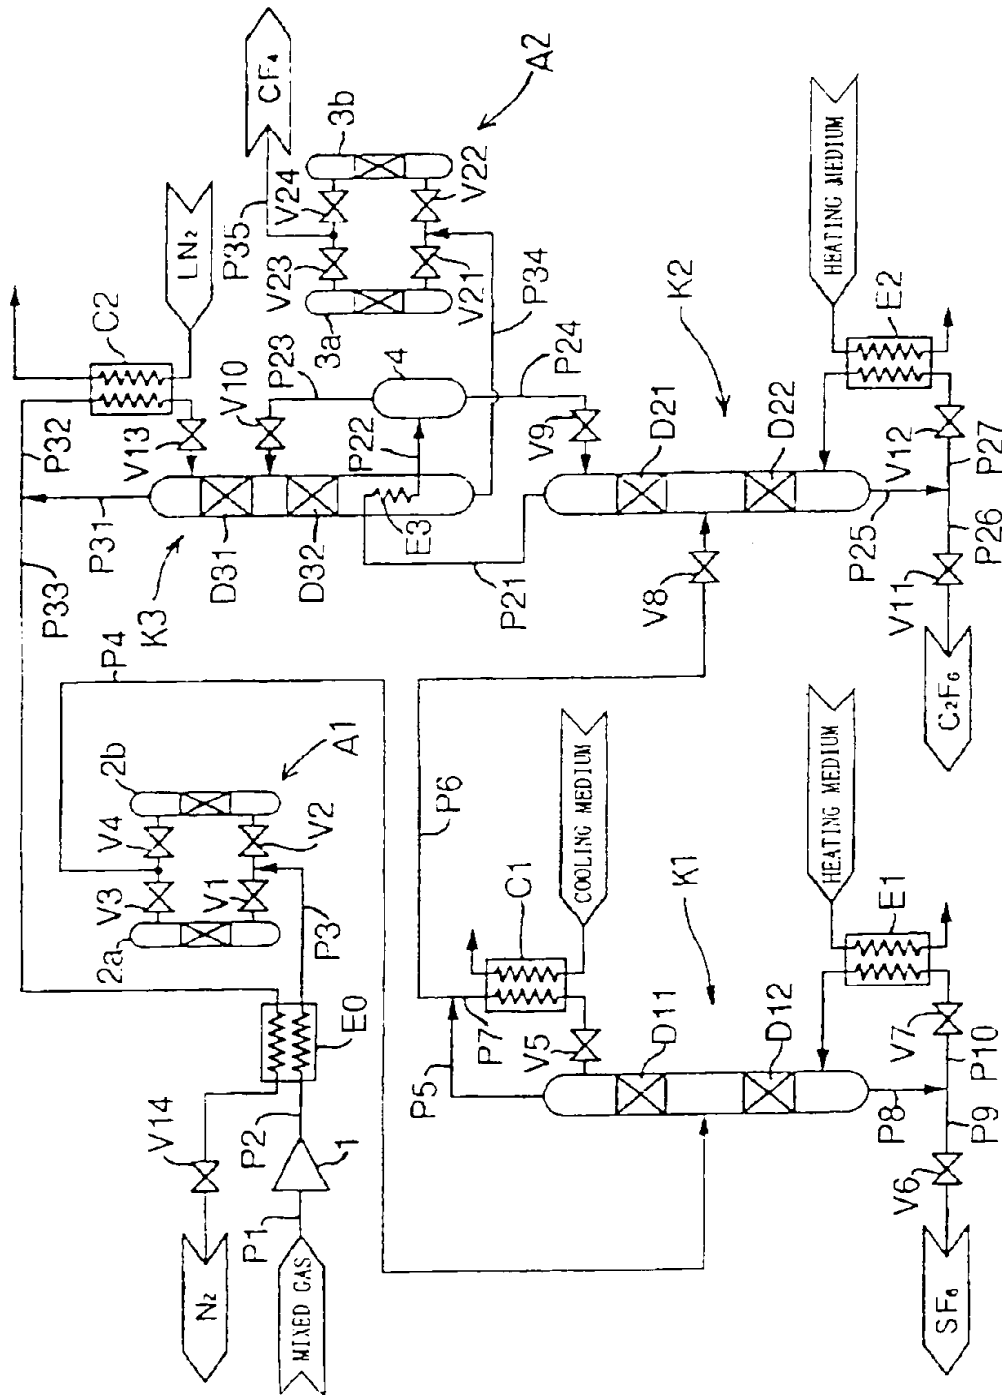 CF₄
A2
3b
V24
V22
P35
V23
V21
3a
P34
LN₂
C2
V13
P32
P31
P33
K3
D31
D32
E3
V10
P23
4
P22
P24
V9
P21
V8
K2
D21
D22
HEATING MEDIUM
E2
V12
P27
P25
P26
V11
C₂F₆
P4
2b
V4
V2
A1
V3
V1
2a
P3
E0
P2
V14
1
P1
N₂
MIXED GAS
P6
COOLING MEDIUM
C1
K1
P7
V5
P5
D11
D12
HEATING MEDIUM
E1
V7
P10
P8
P9
V6
SF₆